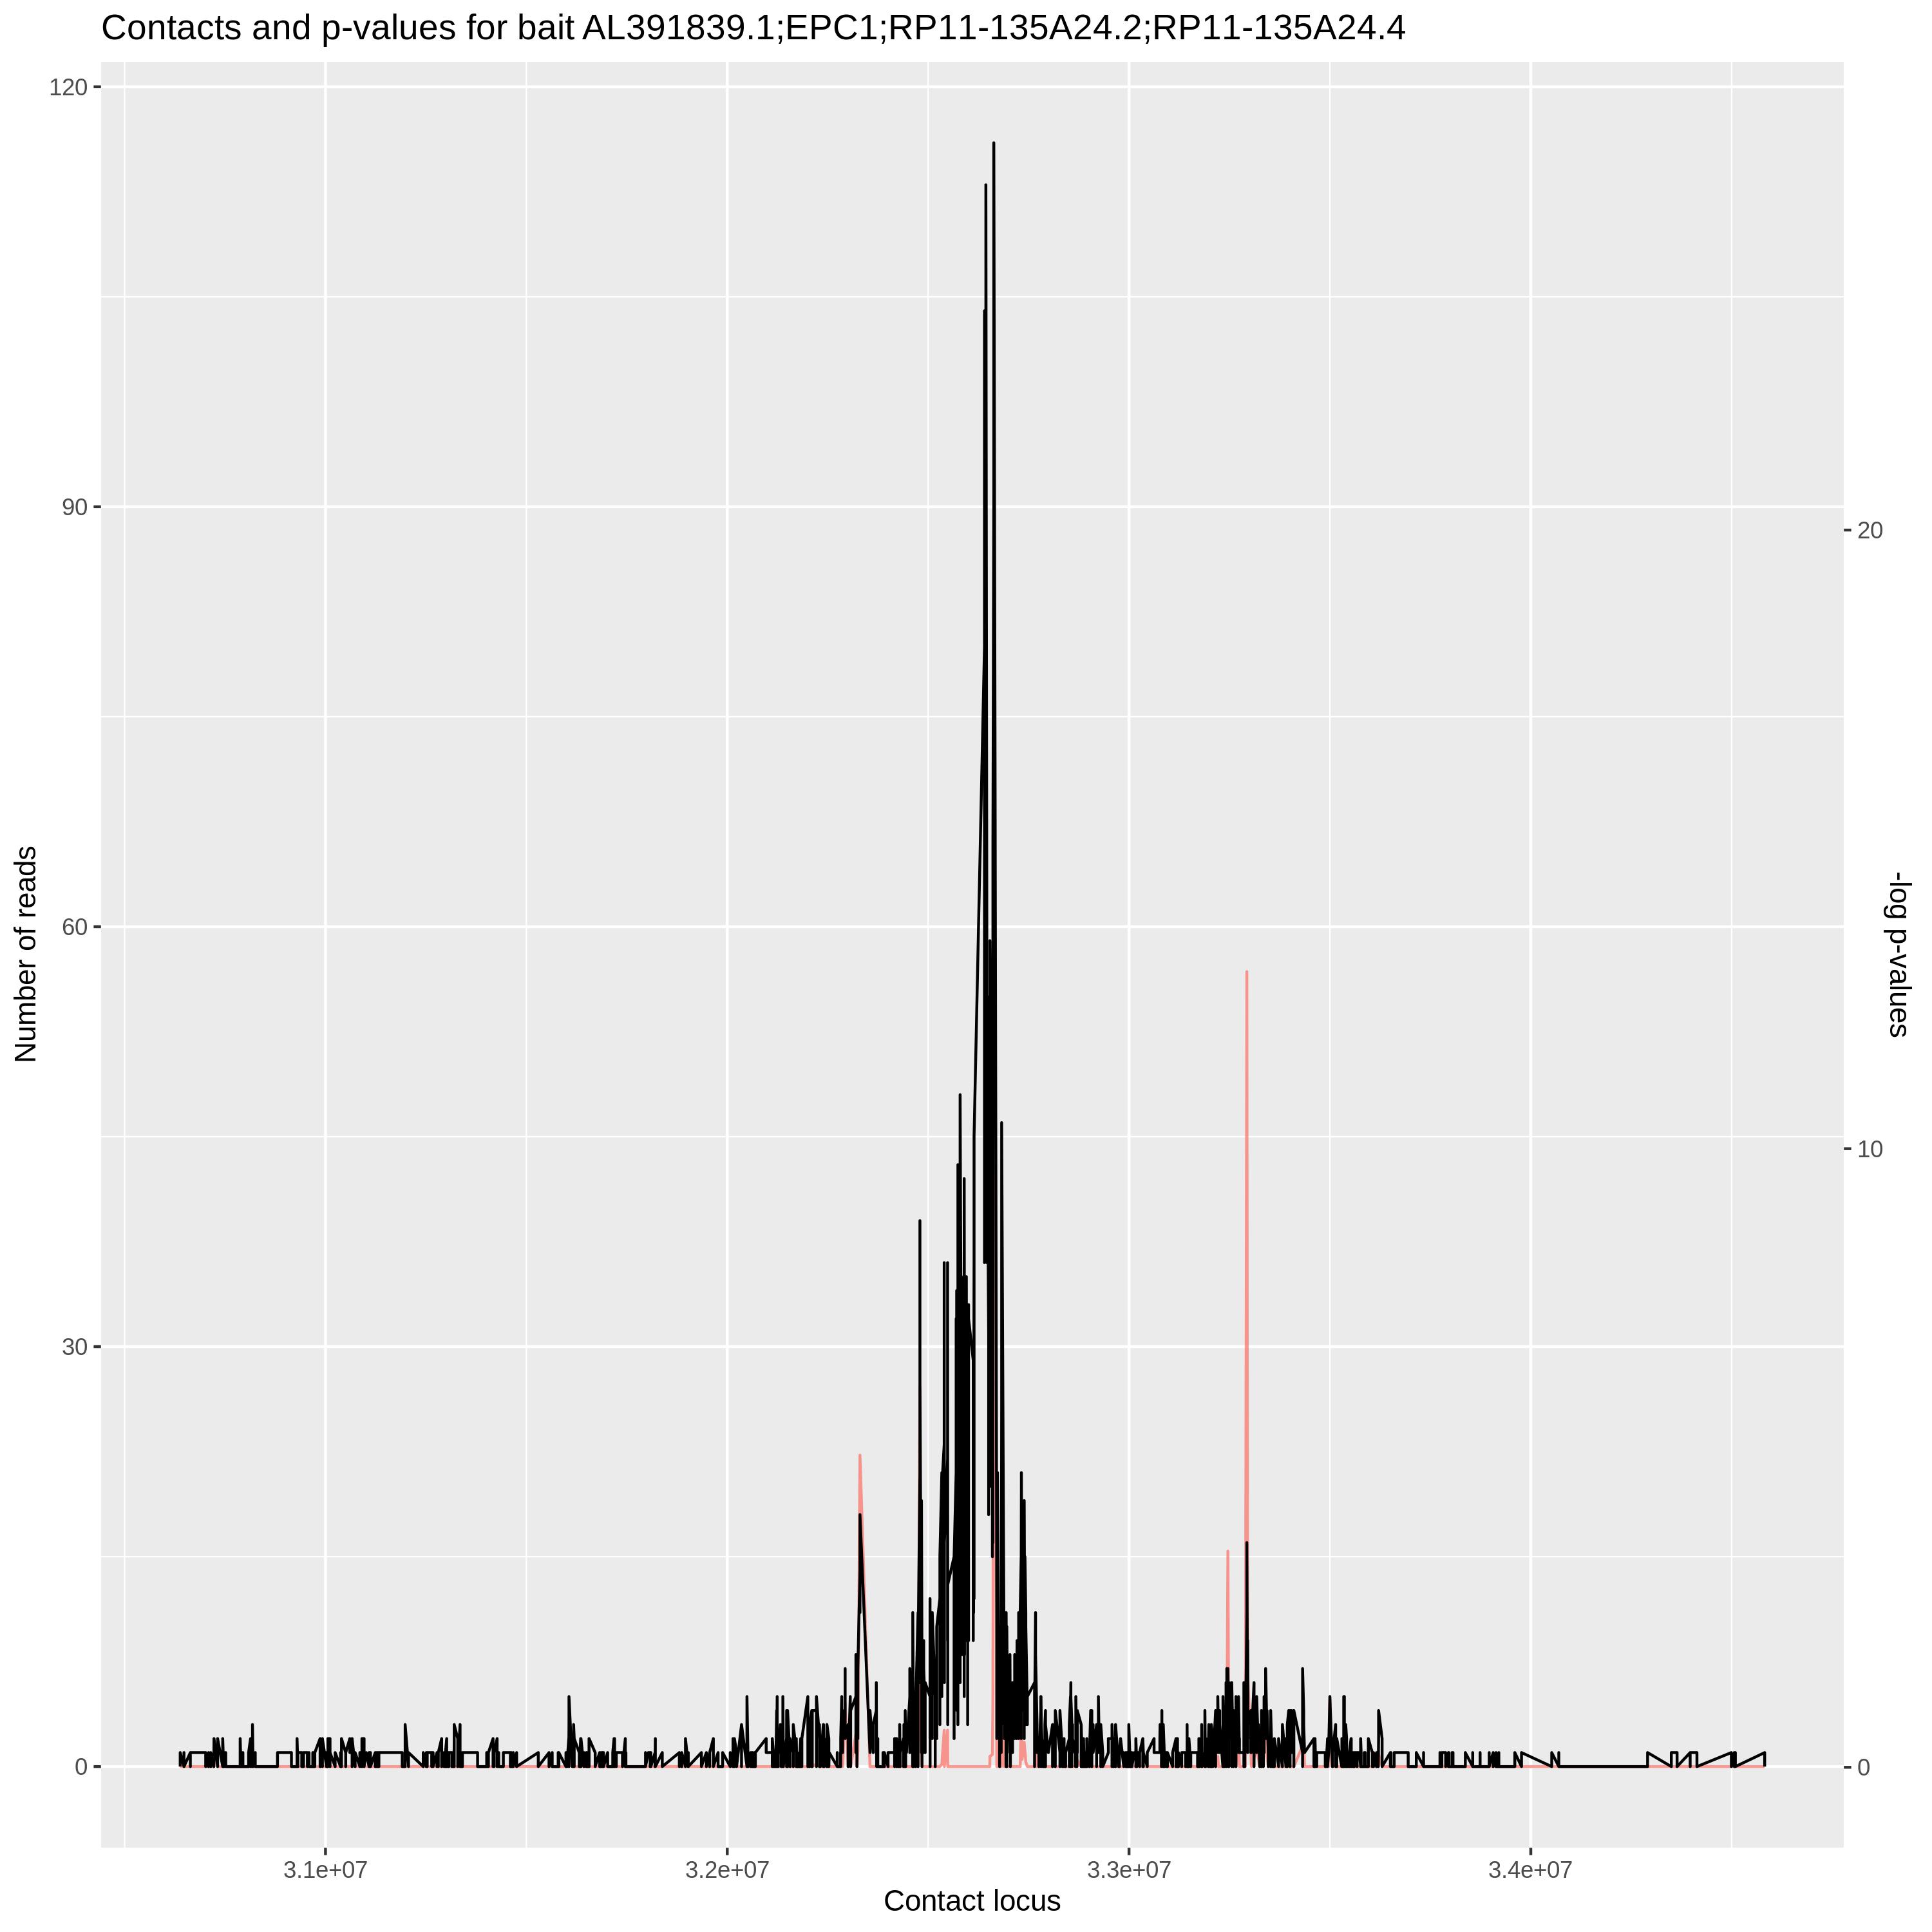 Contacts and p-values for bait AL391839.1;EPC1;RP11-135A24.2;RP11-135A24.4
120
90
60
30
0
Number of reads
20
10
0
-log p-values
3.1e+07
3.2e+07
3.3e+07
3.4e+07
Contact locus